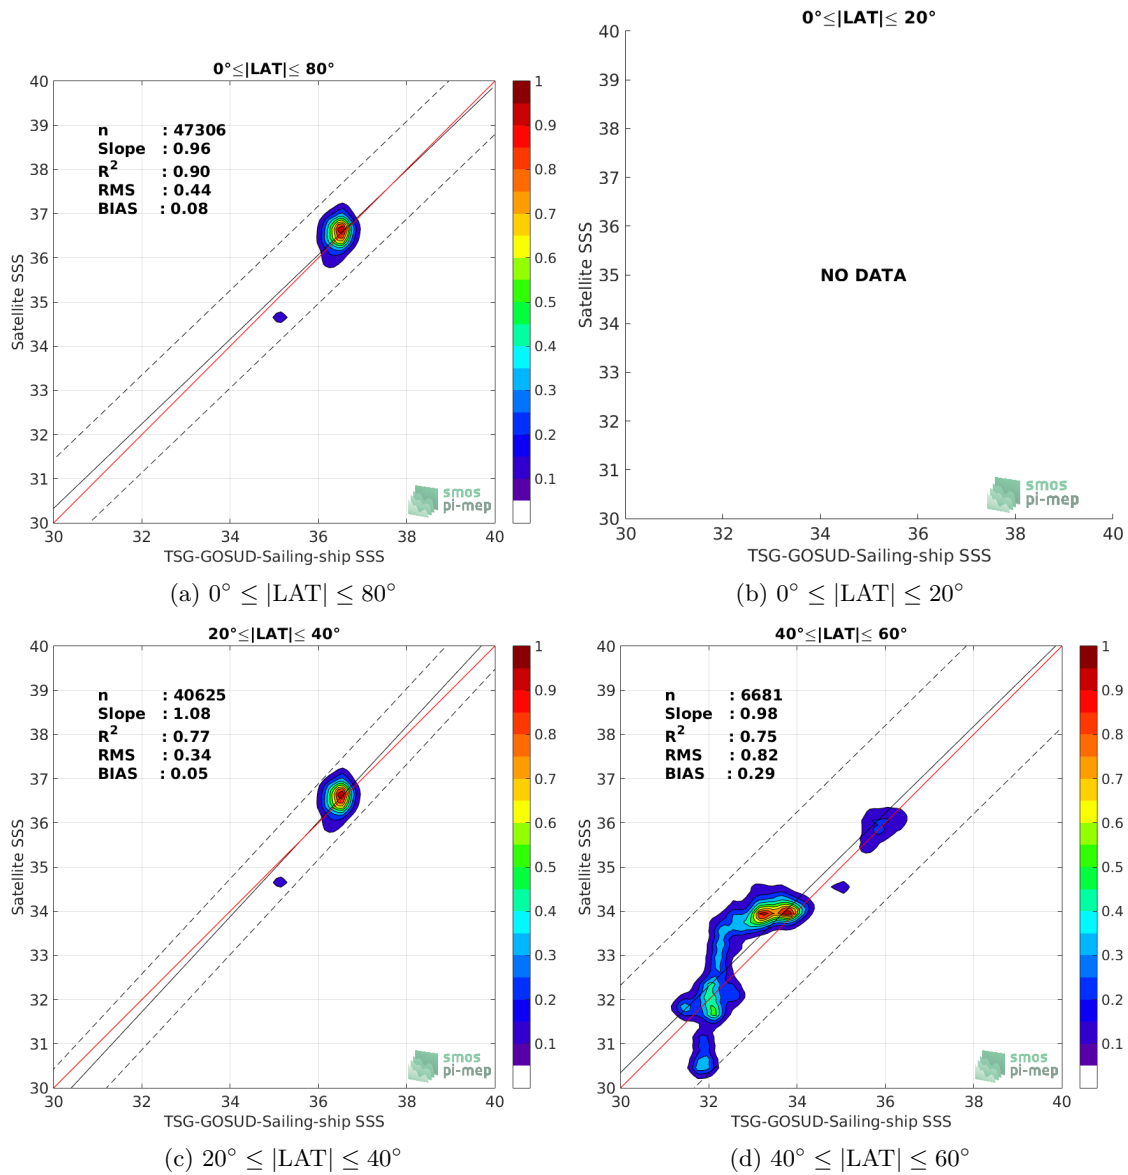 0°≤|LAT|≤ 80°
n : 47306
Slope : 0.96
R² : 0.90
RMS : 0.44
BIAS : 0.08
40
39
38
37
36
35
34
33
32
31
30
30 32 34 36 38 40
Satellite SSS
TSG-GOSUD-Sailing-ship SSS
1
0.9
0.8
0.7
0.6
0.5
0.4
0.3
0.2
0.1
smos
pi-mep
(a) 0° ≤ |LAT| ≤ 80°
0°≤|LAT|≤ 20°
40
39
38
37
36
35
34
33
32
31
30
30 32 34 36 38 40
Satellite SSS
NO DATA
TSG-GOSUD-Sailing-ship SSS
smos
pi-mep
(b) 0° ≤ |LAT| ≤ 20°
20°≤|LAT|≤ 40°
n : 40625
Slope : 1.08
R² : 0.77
RMS : 0.34
BIAS : 0.05
40
39
38
37
36
35
34
33
32
31
30
30 32 34 36 38 40
Satellite SSS
TSG-GOSUD-Sailing-ship SSS
1
0.9
0.8
0.7
0.6
0.5
0.4
0.3
0.2
0.1
smos
pi-mep
(c) 20° ≤ |LAT| ≤ 40°
40°≤|LAT|≤ 60°
n : 6681
Slope : 0.98
R² : 0.75
RMS : 0.82
BIAS : 0.29
40
39
38
37
36
35
34
33
32
31
30
30 32 34 36 38 40
Satellite SSS
TSG-GOSUD-Sailing-ship SSS
1
0.9
0.8
0.7
0.6
0.5
0.4
0.3
0.2
0.1
smos
pi-mep
(d) 40° ≤ |LAT| ≤ 60°